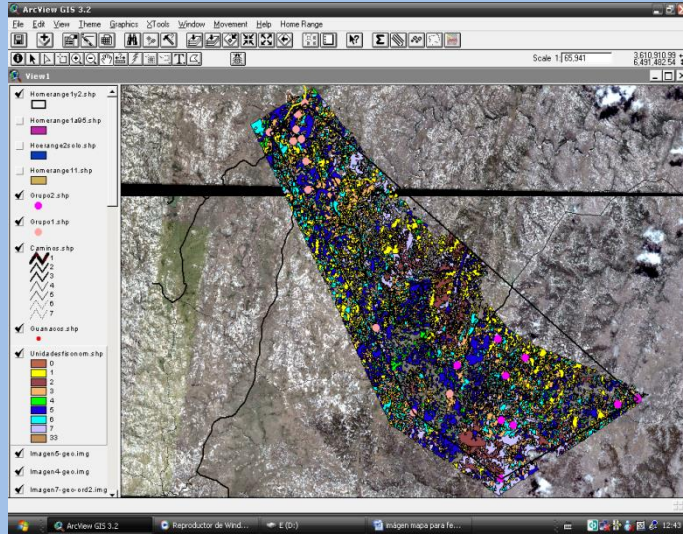 ArcView GIS 3.2
File Edit View Theme Graphics XTools Window Movement Help Home Range
Scale 1: 65,941
3,610,910.99
6,491,482.54
View1
Homerange1y2.shp
Homerange1a95.shp
Hoerange2solo.shp
Homerange11.shp
Grupo2.shp
Grupo1.shp
Caminos.shp
1
2
3
4
5
6
7
Guanacos.shp
Unidadesfisonom.shp
0
1
2
3
4
5
6
7
33
Imagen5-geo.img
Imagen4-geo.img
Imagen7-geo-ord2.img
ArcView GIS 3.2
Reproductor de Wind...
E (D:)
imágen mapa para fe...
12:43